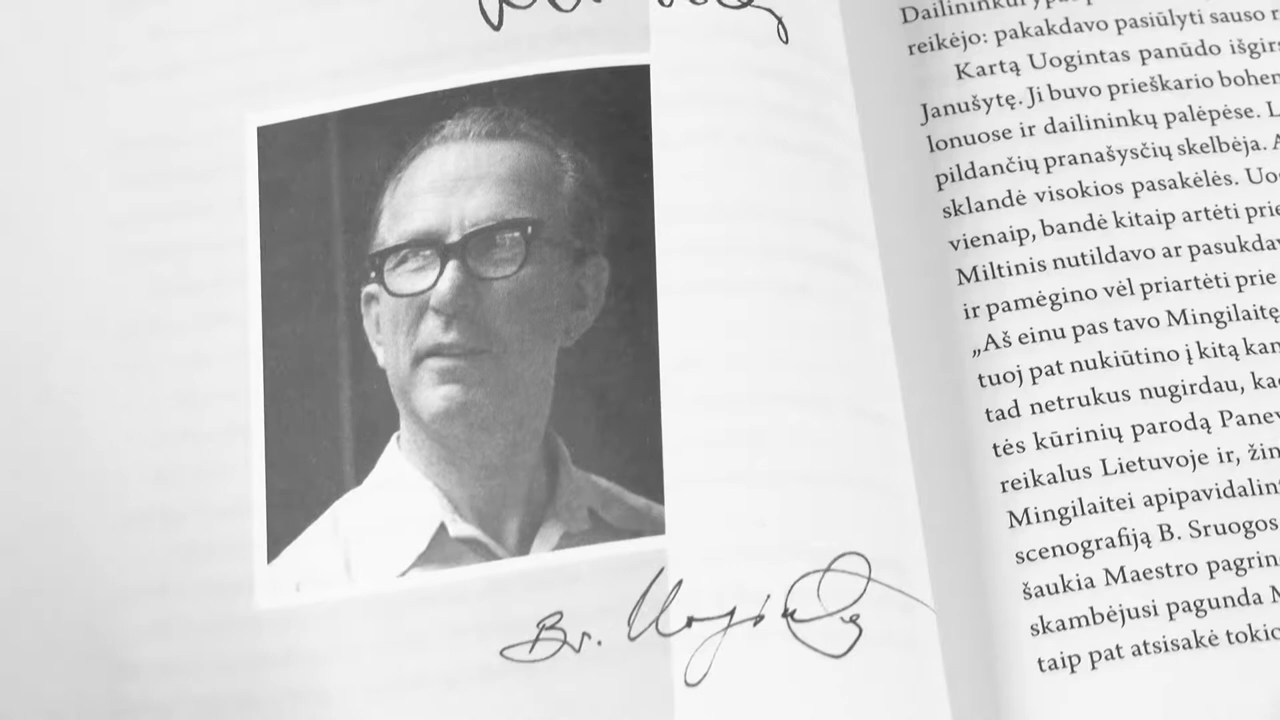 Br. Uogintas
reikėjo: pakakdavo pasiūlyti sauso
Kartą Uogintas panūdo išgirs
Janušytę. Ji buvo prieškario bohem
lonuose ir dailininkų palėpėse. L
pildančių pranašysčių skelbėja. A
sklandė visokios pasakėlės. Uo
vienaip, bandė kitaip artėti prie
Miltinis nutildavo ar pasukdav
ir pamėgino vėl priartėti prie
„Aš einu pas tavo Mingilaitę
tuoj pat nukiūtino į kitą kam
tad netrukus nugirdau, kad
tės kūrinių parodą Panev
reikalus Lietuvoje ir, žin
Mingilaitei apipavidalin
scenografiją B. Sruogos
šaukia Maestro pagrin
skambėjusi pagunda M
taip pat atsisakė tokio